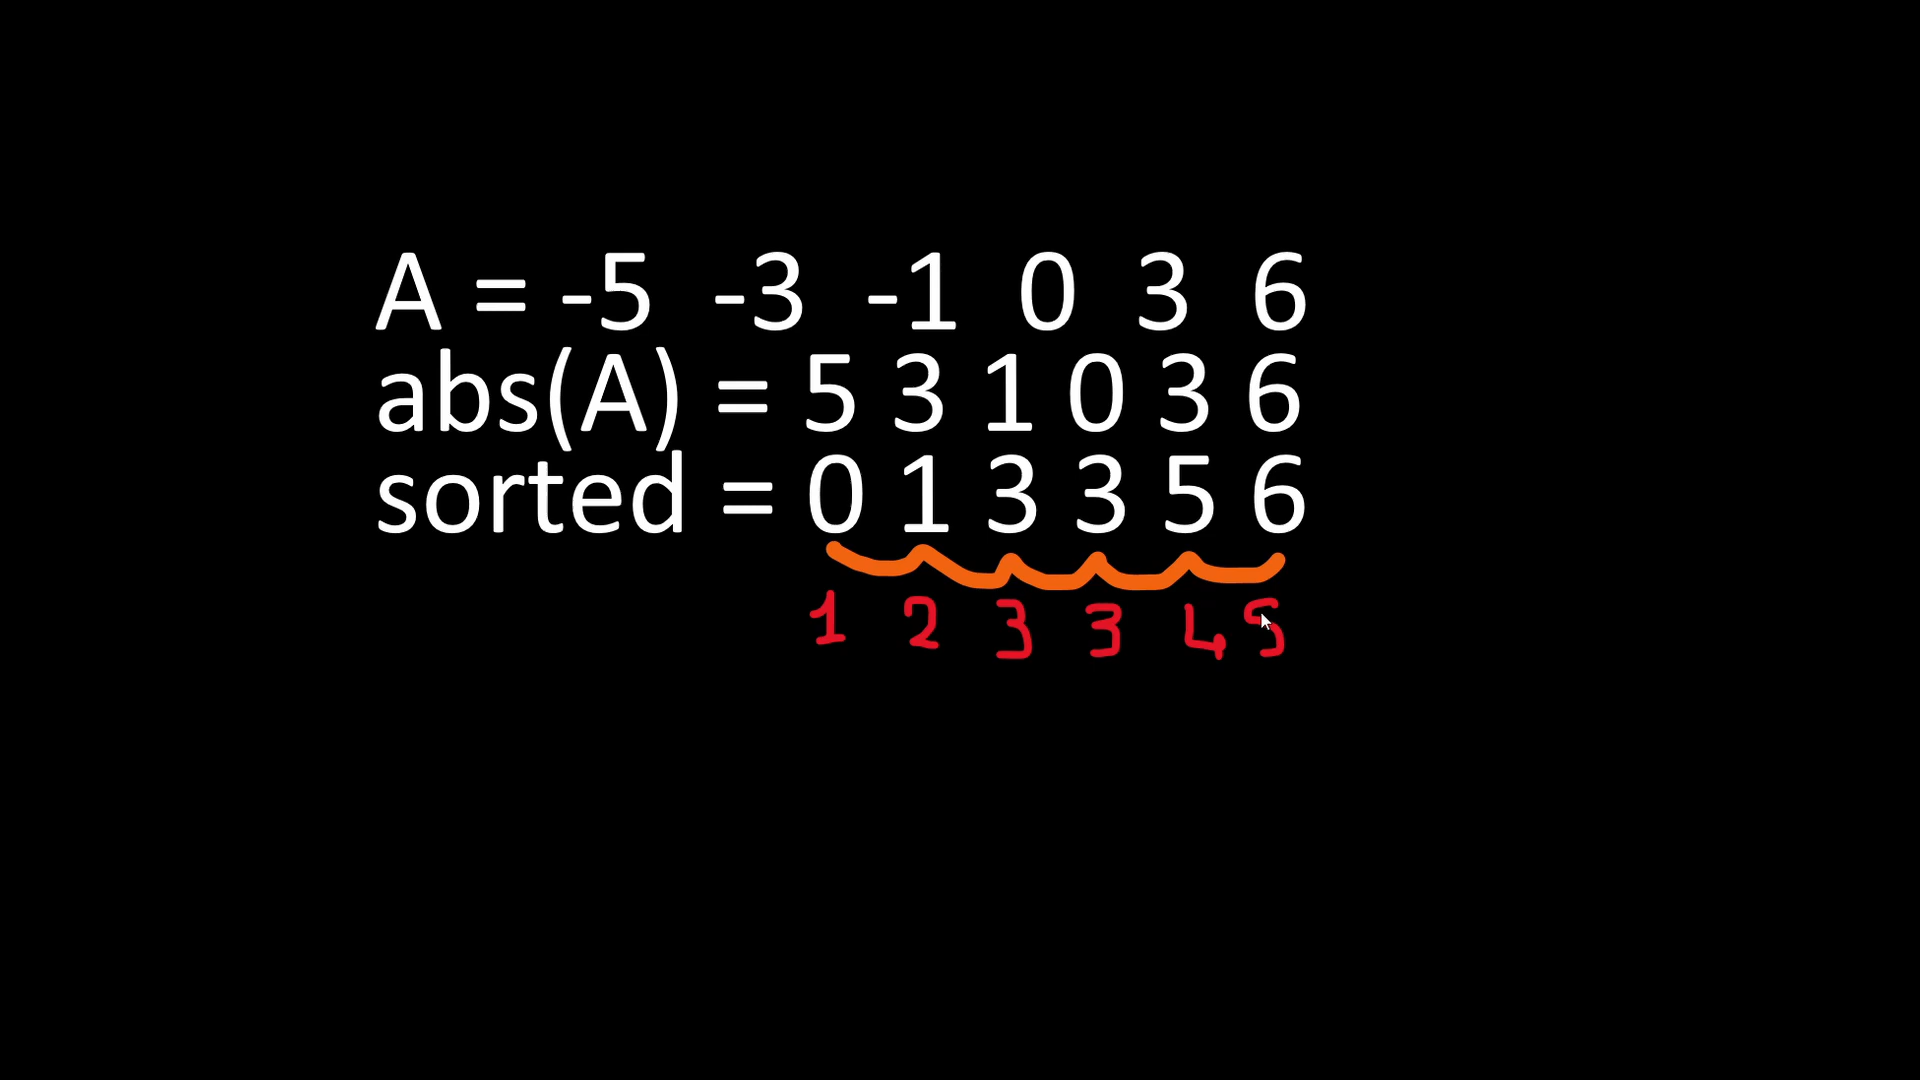 A = -5 -3 -1 0 3 6
abs(A) = 5 3 1 0 3 6
sorted = 0 1 3 3 5 6
1 2 3 3 4 5